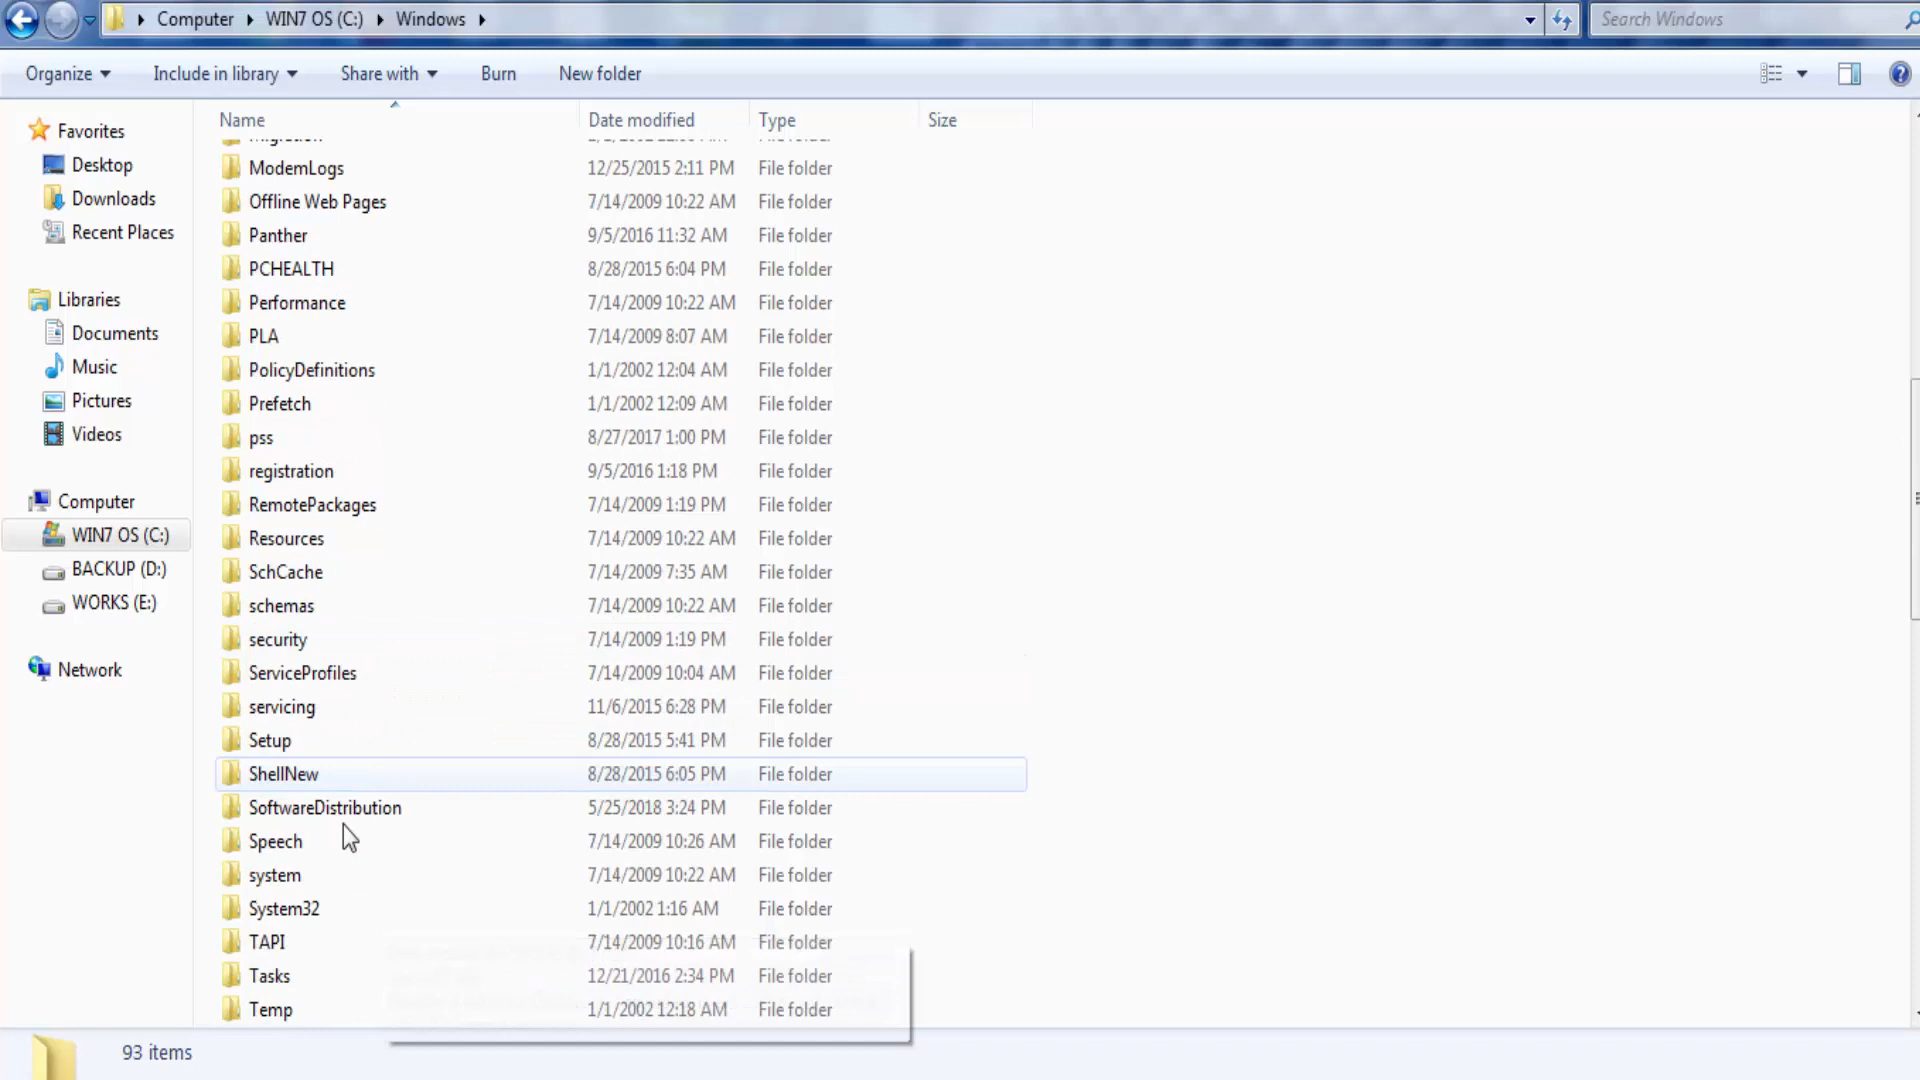 Computer WIN7 OS (C:) Windows
Search Windows
Organize Include in library Share with Burn New folder
Favorites
Desktop
Downloads
Recent Places
Libraries
Documents
Music
Pictures
Videos
Computer
WIN7 OS (C:)
BACKUP (D:)
WORKS (E:)
Network
Name Date modified Type Size
ModemLogs 12/25/2015 2:11 PM File folder
Offline Web Pages 7/14/2009 10:22 AM File folder
Panther 9/5/2016 11:32 AM File folder
PCHEALTH 8/28/2015 6:04 PM File folder
Performance 7/14/2009 10:22 AM File folder
PLA 7/14/2009 8:07 AM File folder
PolicyDefinitions 1/1/2002 12:04 AM File folder
Prefetch 1/1/2002 12:09 AM File folder
pss 8/27/2017 1:00 PM File folder
registration 9/5/2016 1:18 PM File folder
RemotePackages 7/14/2009 1:19 PM File folder
Resources 7/14/2009 10:22 AM File folder
SchCache 7/14/2009 7:35 AM File folder
schemas 7/14/2009 10:22 AM File folder
security 7/14/2009 1:19 PM File folder
ServiceProfiles 7/14/2009 10:04 AM File folder
servicing 11/6/2015 6:28 PM File folder
Setup 8/28/2015 5:41 PM File folder
ShellNew 8/28/2015 6:05 PM File folder
SoftwareDistribution 5/25/2018 3:24 PM File folder
Speech 7/14/2009 10:26 AM File folder
system 7/14/2009 10:22 AM File folder
System32 1/1/2002 1:16 AM File folder
TAPI 7/14/2009 10:16 AM File folder
Tasks 12/21/2016 2:34 PM File folder
Temp 1/1/2002 12:18 AM File folder
93 items